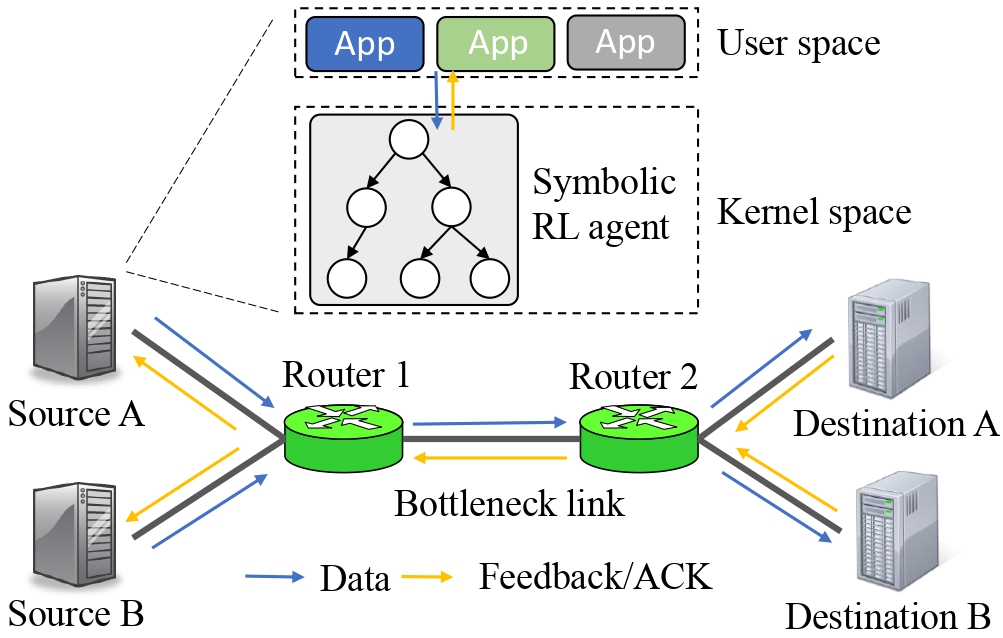 App App App
User space
Symbolic
RL agent
Kernel space
Router 1
Router 2
Source A
Destination A
Bottleneck link
Data
Feedback/ACK
Source B
Destination B